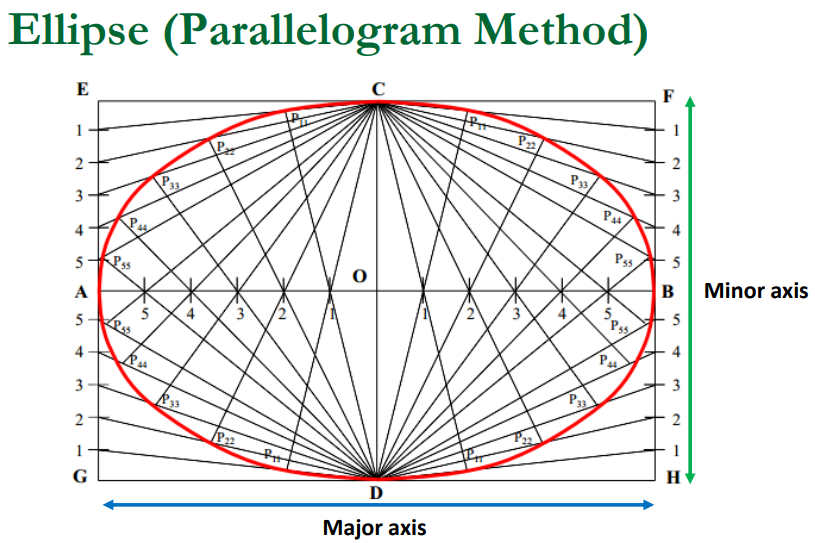 Ellipse (Parallelogram Method)
E C F
1 P11 P11 1
2 P22 P22 2
3 P33 P33 3
4 P44 P44 4
5 P55 P55 5
A O B Minor axis
5 4 3 2 1 1 2 3 4 5
5 P55 P55 5
4 P44 P44 4
3 P33 P33 3
2 P22 P22 2
1 P11 P11 1
G D H
Major axis